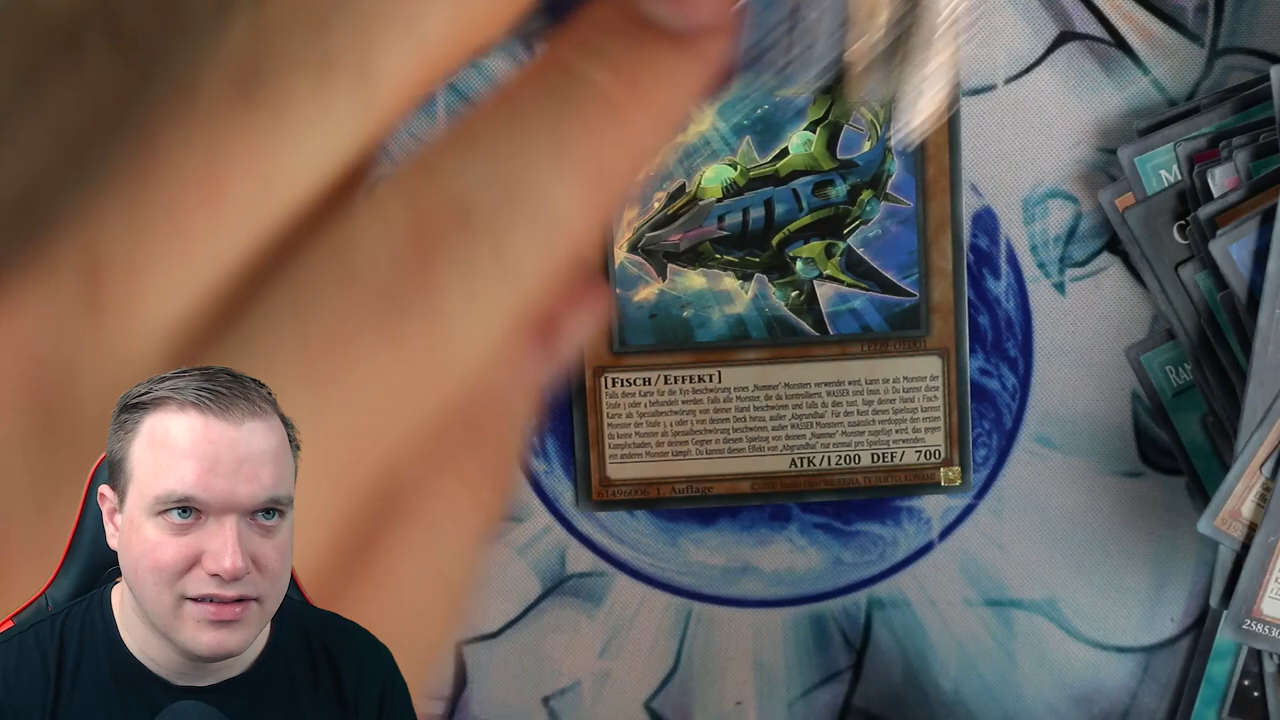 LED9-DE001
[FISCH/EFFEKT]
Falls diese Karte für die Xyz-Beschwörung eines „Nummer"-Monsters verwendet wird, kann sie als Monster der
Stufe 3 oder 4 behandelt werden. Falls alle Monster, die du kontrollierst, WASSER sind (min. 1): Du kannst diese
Karte als Spezialbeschwörung von deiner Hand beschwören und falls du dies tust, füge deiner Hand 1 Fisch-
Monster der Stufe 3, 4 oder 5 von deinem Deck hinzu, außer „Abgrundhai". Für den Rest dieses Spielzugs kannst
du keine Monster als Spezialbeschwörung beschwören, außer WASSER Monstern, zusätzlich verdopple den ersten
Kampfschaden, der deinem Gegner in diesem Spielzug von deinem „Nummer"-Monster zugefügt wird, das gegen
ein anderes Monster kämpft. Du kannst diesen Effekt von „Abgrundhai" nur einmal pro Spielzug verwenden.
ATK/1200 DEF/ 700
61496006 1. Auflage
TV TOKYO, KONAMI
M
C
RA
258530